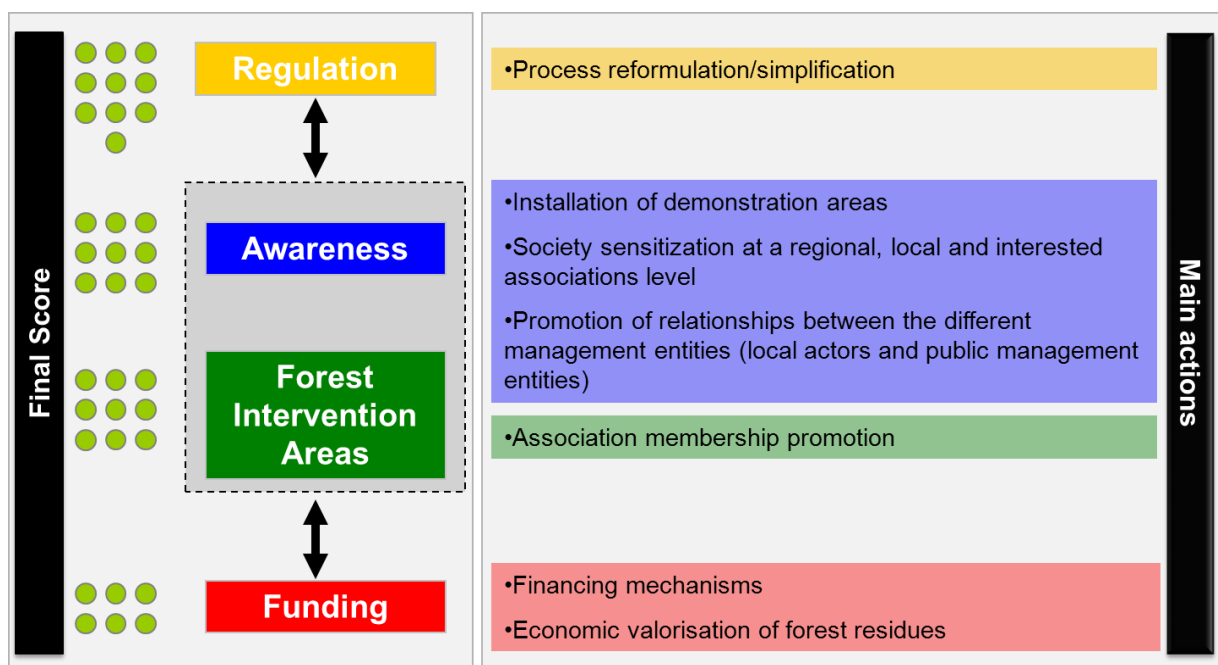 Final Score
Regulation
Awareness
Forest
Intervention
Areas
Funding
•Process reformulation/simplification
•Installation of demonstration areas
•Society sensitization at a regional, local and interested
associations level
•Promotion of relationships between the different
management entities (local actors and public management
entities)
•Association membership promotion
•Financing mechanisms
•Economic valorisation of forest residues
Main actions